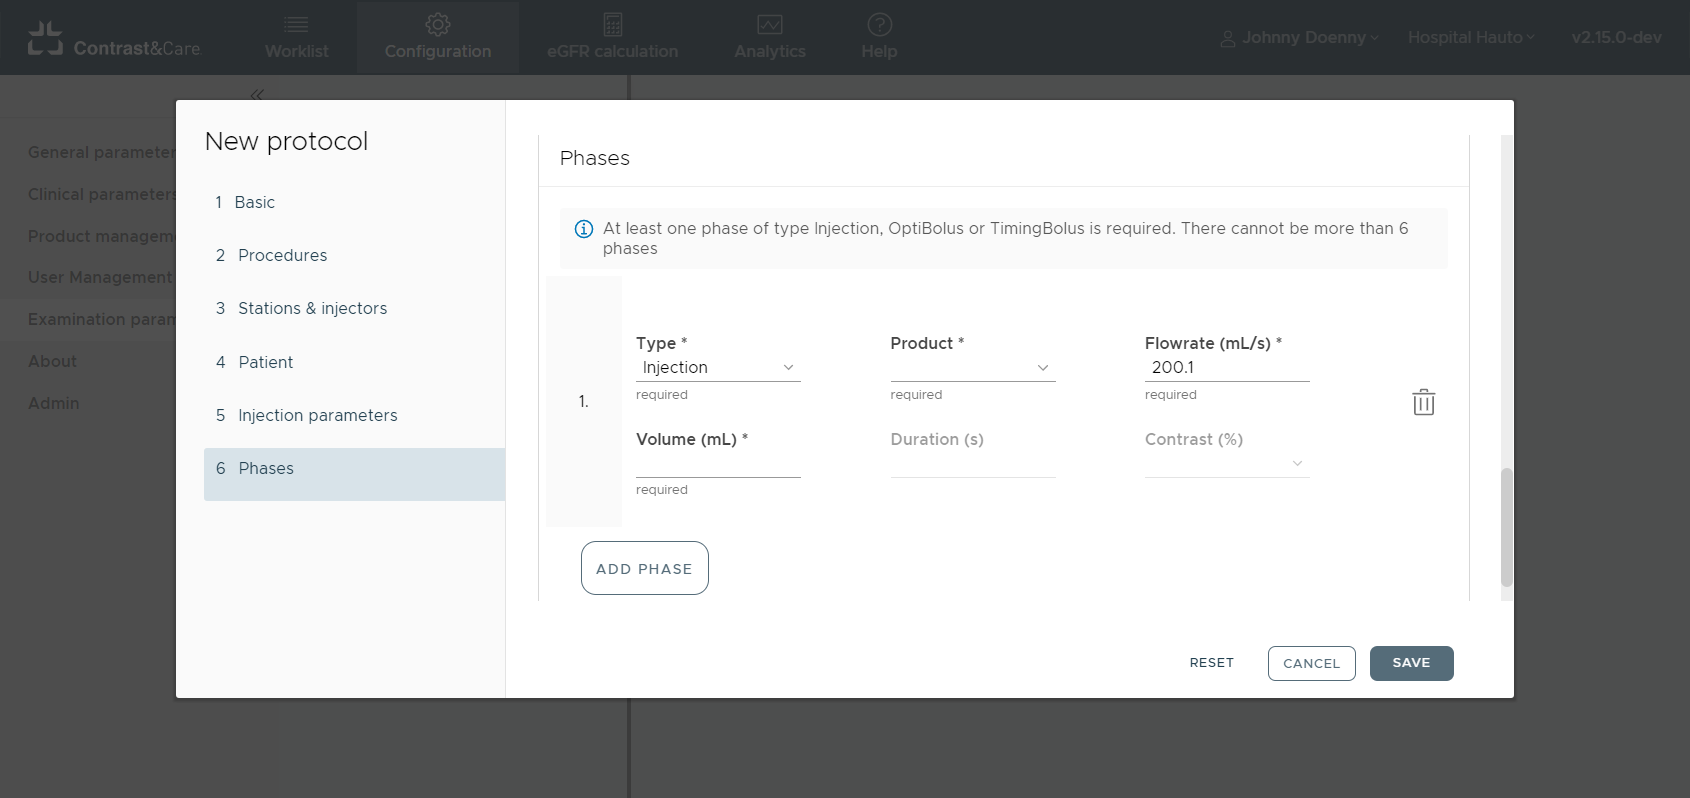 Contrast&Care.
Worklist
Configuration
eGFR calculation
Analytics
Help
Johnny Doenny
Hospital Hauto
v2.15.0-dev
General parameter
Clinical parameters
Product managem
User Management
Examination param
About
Admin
New protocol
1 Basic
2 Procedures
3 Stations & injectors
4 Patient
5 Injection parameters
6 Phases
Phases
At least one phase of type Injection, OptiBolus or TimingBolus is required. There cannot be more than 6
phases
1.
Type *
Injection
required
Product *
required
Flowrate (mL/s) *
200.1
required
Volume (mL) *
required
Duration (s)
Contrast (%)
ADD PHASE
RESET
CANCEL
SAVE